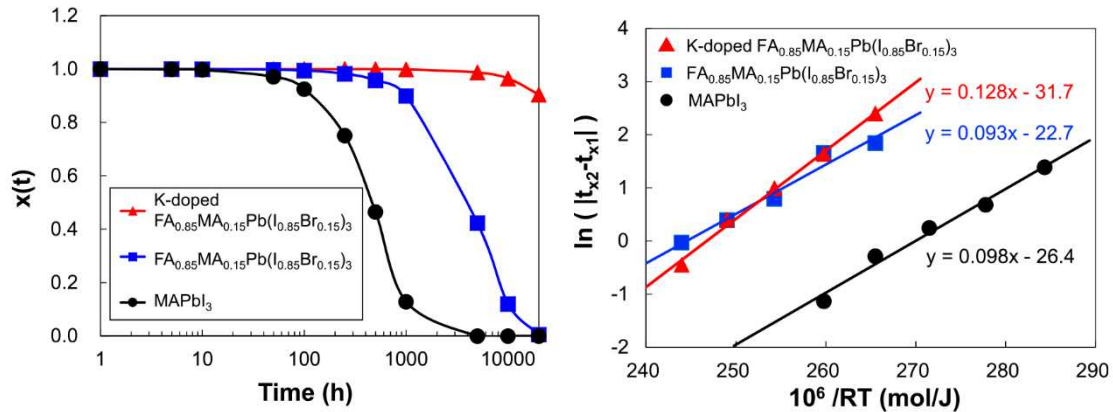 1.2
1.0
0.8
0.6
0.4
0.2
0.0
x(t)
K-doped
FA0.85MA0.15Pb(I0.85Br0.15)3
FA0.85MA0.15Pb(I0.85Br0.15)3
MAPbI3
1 10 100 1000 10000
Time (h)
4
3
2
1
0
-1
-2
ln ( |tx2-tx1| )
K-doped FA0.85MA0.15Pb(I0.85Br0.15)3
FA0.85MA0.15Pb(I0.85Br0.15)3
MAPbI3
y = 0.128x - 31.7
y = 0.093x - 22.7
y = 0.098x - 26.4
240 250 260 270 280 290
10^6 /RT (mol/J)